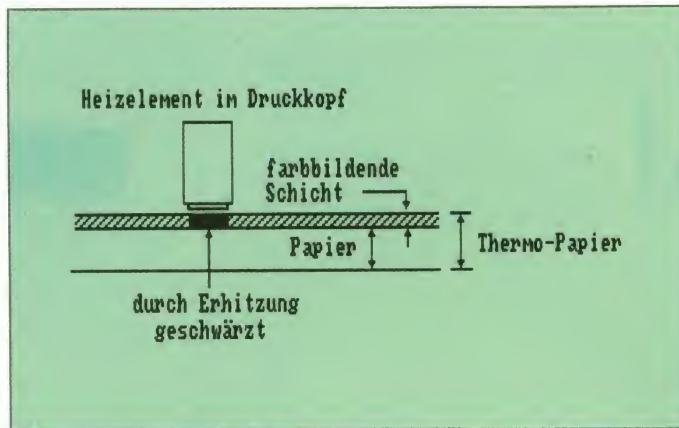 Heizelement im Druckkopf
farbbildende
Schicht
Papier
Thermo-Papier
durch Erhitzung
geschwärzt